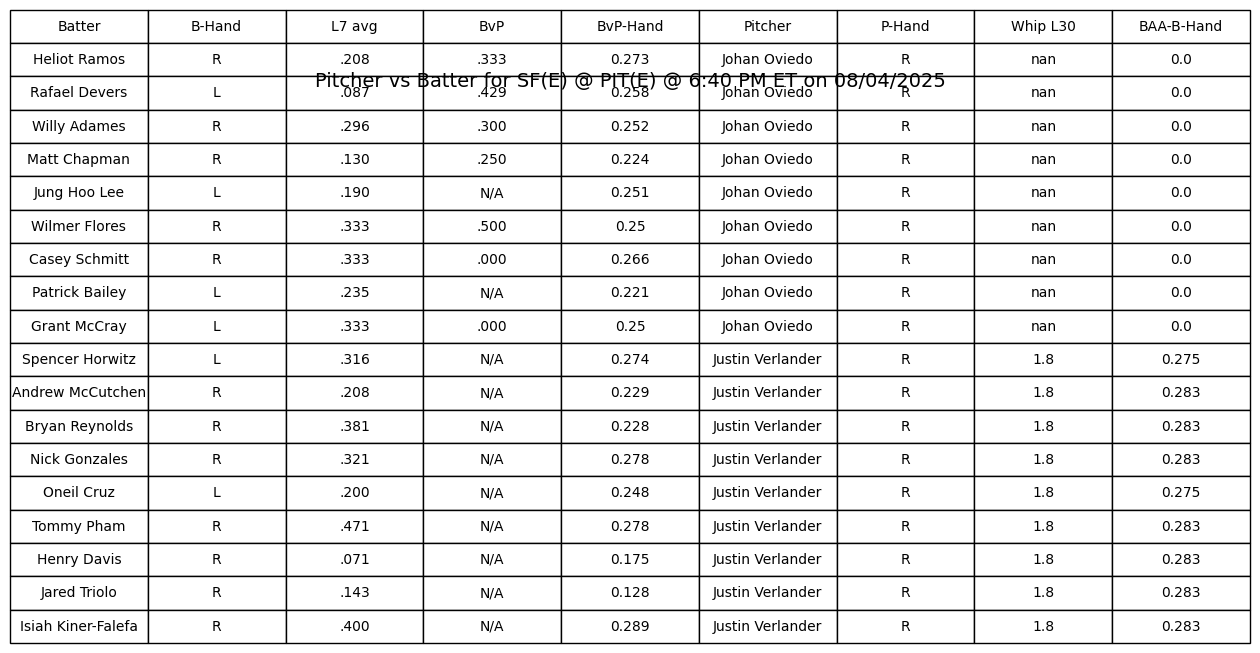 Batter B-Hand L7 avg BvP BvP-Hand Pitcher P-Hand Whip L30 BAA-B-Hand
Heliot Ramos R .208 .333 0.273 Johan Oviedo R nan 0.0
Pitcher vs Batter for SF(E) @ PIT(E) @ 6:40 PM ET on 08/04/2025
Rafael Devers L .087 .429 0.258 Johan Oviedo R nan 0.0
Willy Adames R .296 .300 0.252 Johan Oviedo R nan 0.0
Matt Chapman R .130 .250 0.224 Johan Oviedo R nan 0.0
Jung Hoo Lee L .190 N/A 0.251 Johan Oviedo R nan 0.0
Wilmer Flores R .333 .500 0.25 Johan Oviedo R nan 0.0
Casey Schmitt R .333 .000 0.266 Johan Oviedo R nan 0.0
Patrick Bailey L .235 N/A 0.221 Johan Oviedo R nan 0.0
Grant McCray L .333 .000 0.25 Johan Oviedo R nan 0.0
Spencer Horwitz L .316 N/A 0.274 Justin Verlander R 1.8 0.275
Andrew McCutchen R .208 N/A 0.229 Justin Verlander R 1.8 0.283
Bryan Reynolds R .381 N/A 0.228 Justin Verlander R 1.8 0.283
Nick Gonzales R .321 N/A 0.278 Justin Verlander R 1.8 0.283
Oneil Cruz L .200 N/A 0.248 Justin Verlander R 1.8 0.275
Tommy Pham R .471 N/A 0.278 Justin Verlander R 1.8 0.283
Henry Davis R .071 N/A 0.175 Justin Verlander R 1.8 0.283
Jared Triolo R .143 N/A 0.128 Justin Verlander R 1.8 0.283
Isiah Kiner-Falefa R .400 N/A 0.289 Justin Verlander R 1.8 0.283